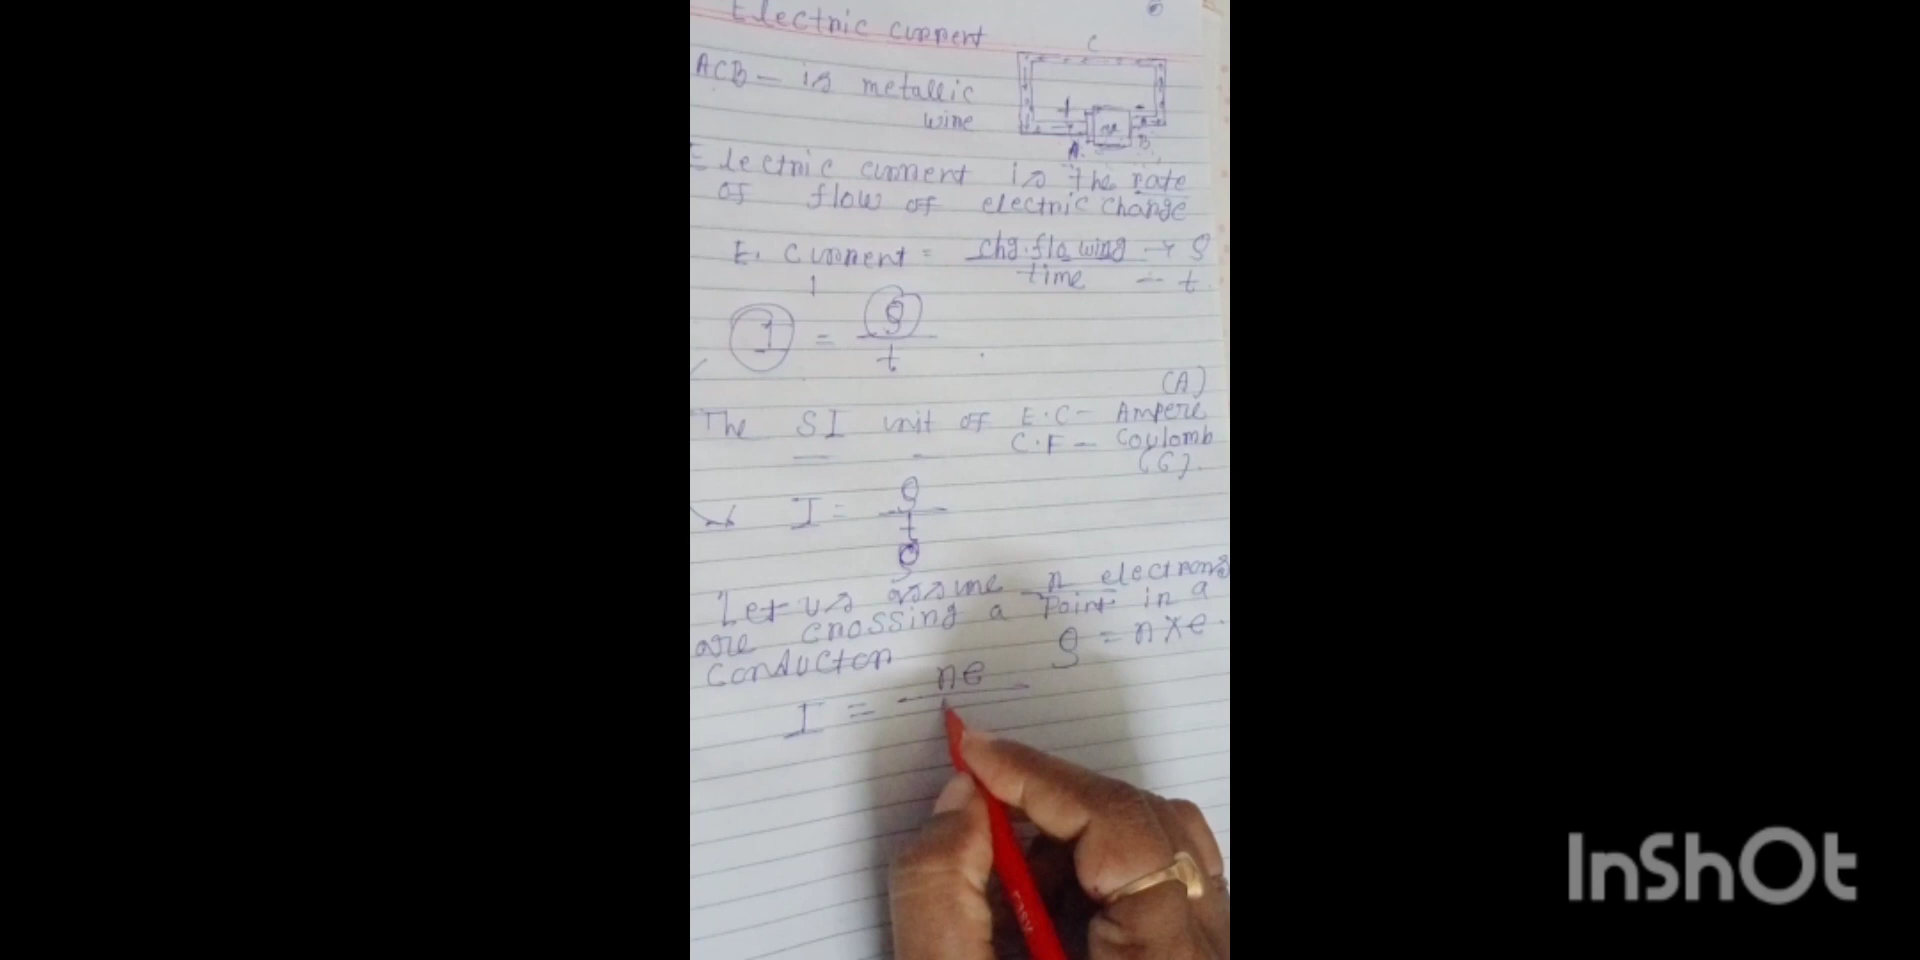 Electric current
C
ACB - is metallic
wire
+ -
A. B
Electric current is the rate
of flow of electric charge
E. Current = chg. flowing → Q
time - t
I
I = Q
t
(A)
The SI unit of E.C - Ampere
C.F - Coulomb
(C).
I = Q
t
Let us assume n electrons
are crossing a point in a
conductor Q = n x e.
I = ne
easy
InShOt